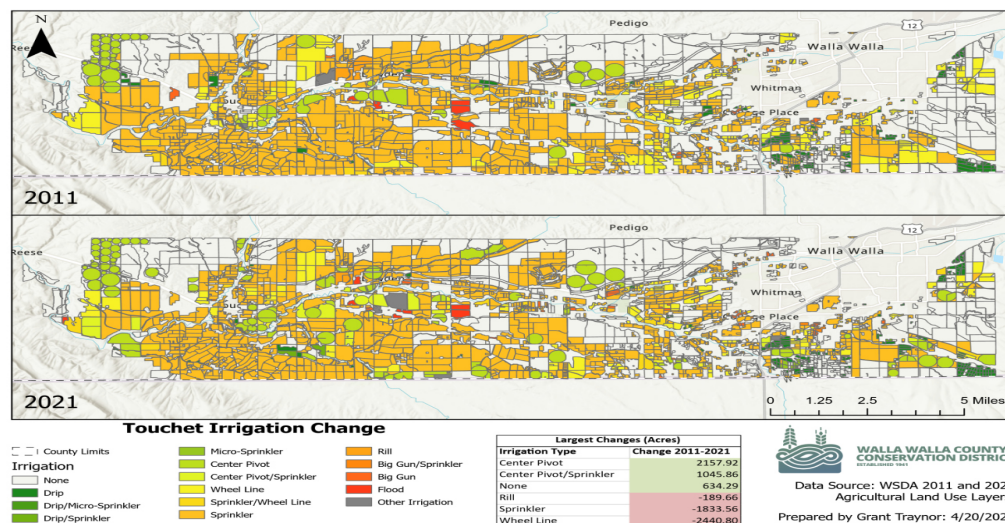 N
Pedigo
12
Walla Walla
Whitman
ge Place
2011
Pedigo
Reese
12
Walla Walla
Whitman
College Place
2021
0 1.25 2.5 5 Miles
Touchet Irrigation Change
County Limits
Irrigation
None
Drip
Drip/Micro-Sprinkler
Drip/Sprinkler
Micro-Sprinkler
Center Pivot
Center Pivot/Sprinkler
Wheel Line
Sprinkler/Wheel Line
Sprinkler
Rill
Big Gun/Sprinkler
Big Gun
Flood
Other Irrigation
Largest Changes (Acres)
Irrigation Type Change 2011-2021
Center Pivot 2157.92
Center Pivot/Sprinkler 1045.86
None 634.29
Rill -189.66
Sprinkler -1833.56
Wheel Line -2440.80
WALLA WALLA COUNTY
CONSERVATION DISTRIC
ESTABLISHED 1941
Data Source: WSDA 2011 and 202
Agricultural Land Use Layer
Prepared by Grant Traynor: 4/20/202